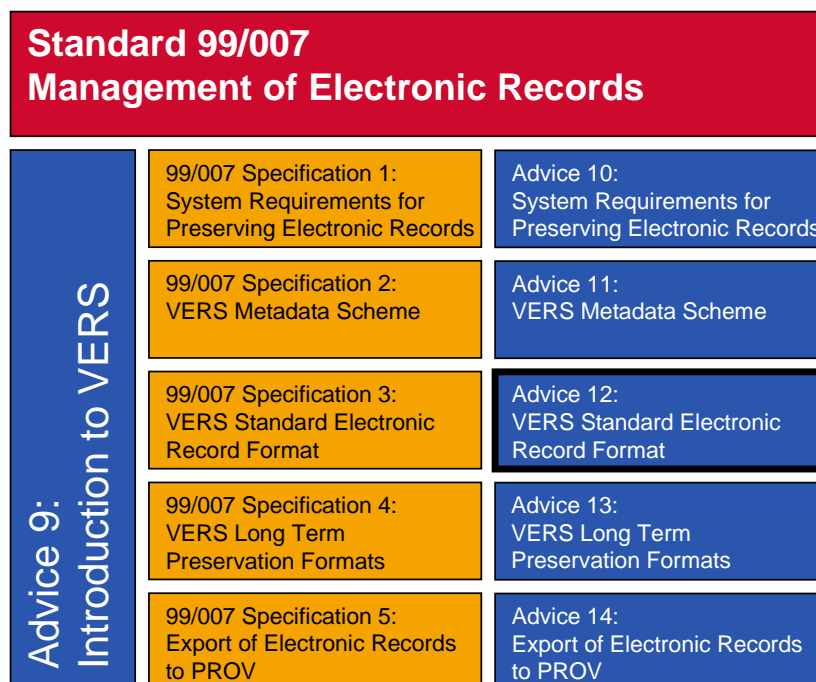 Standard 99/007
Management of Electronic Records
Advice 9:
Introduction to VERS
99/007 Specification 1:
System Requirements for
Preserving Electronic Records
Advice 10:
System Requirements for
Preserving Electronic Records
99/007 Specification 2:
VERS Metadata Scheme
Advice 11:
VERS Metadata Scheme
99/007 Specification 3:
VERS Standard Electronic
Record Format
Advice 12:
VERS Standard Electronic
Record Format
99/007 Specification 4:
VERS Long Term
Preservation Formats
Advice 13:
VERS Long Term
Preservation Formats
99/007 Specification 5:
Export of Electronic Records
to PROV
Advice 14:
Export of Electronic Records
to PROV